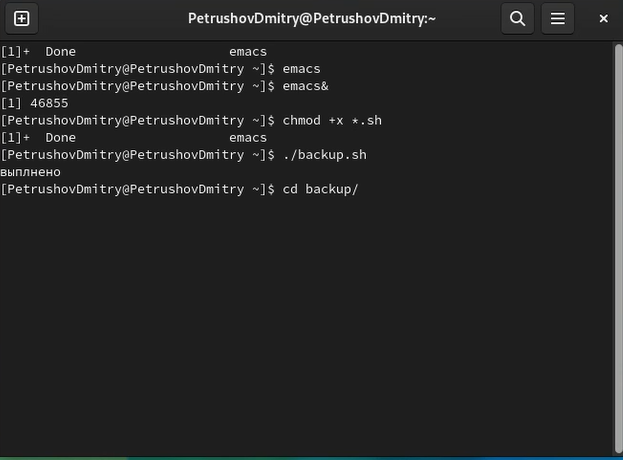 PetrushovDmitry@PetrushovDmitry:~
[1]+  Done                    emacs
[PetrushovDmitry@PetrushovDmitry ~]$ emacs
[PetrushovDmitry@PetrushovDmitry ~]$ emacs&
[1] 46855
[PetrushovDmitry@PetrushovDmitry ~]$ chmod +x *.sh
[1]+  Done                    emacs
[PetrushovDmitry@PetrushovDmitry ~]$ ./backup.sh
выплнено
[PetrushovDmitry@PetrushovDmitry ~]$ cd backup/